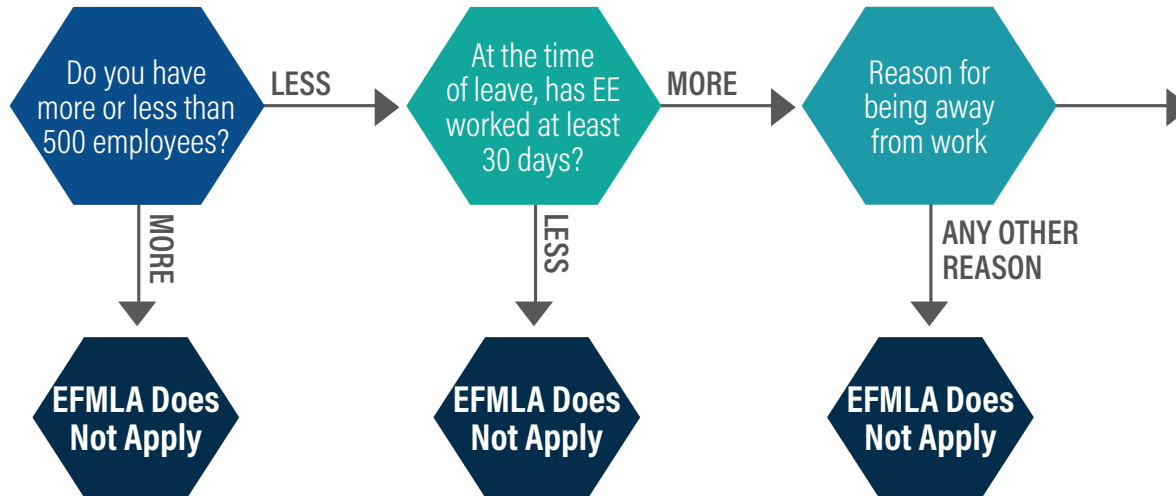 Do you have
more or less than
500 employees?
LESS
At the time
of leave, has EE
worked at least
30 days?
MORE
Reason for
being away
from work
MORE
LESS
ANY OTHER
REASON
EFMLA Does
Not Apply
EFMLA Does
Not Apply
EFMLA Does
Not Apply